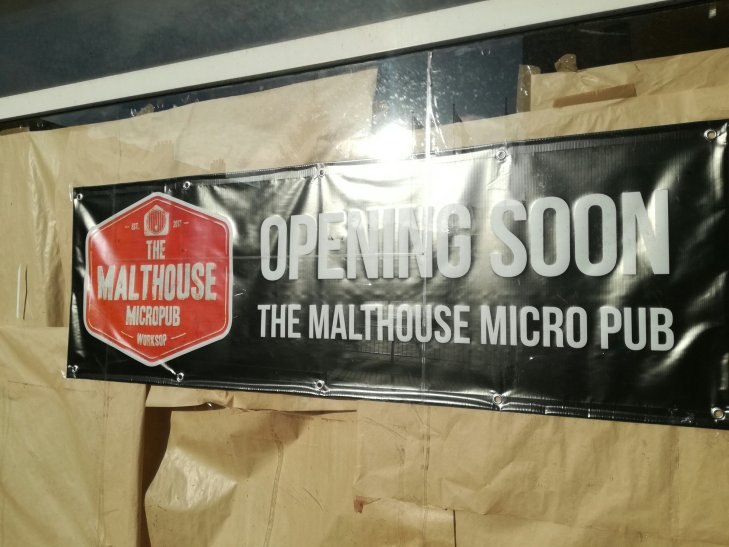 EST. 2017
THE
MALTHOUSE
MICROPUB
WORKSOP
OPENING SOON
THE MALTHOUSE MICRO PUB